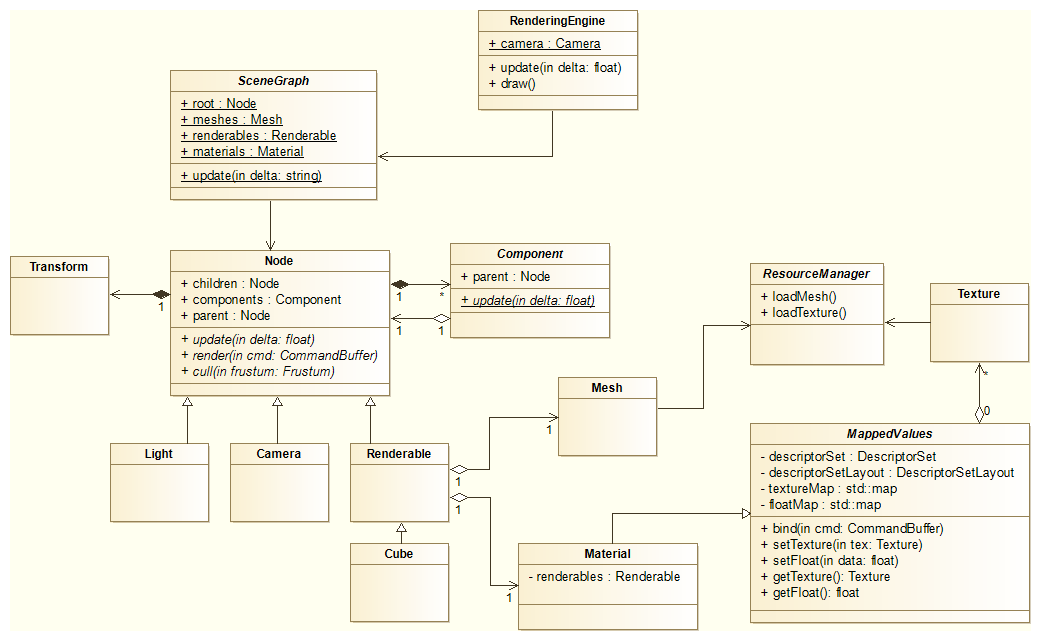 RenderingEngine
+ camera : Camera
+ update(in delta: float)
+ draw()
SceneGraph
+ root : Node
+ meshes : Mesh
+ renderables : Renderable
+ materials : Material
+ update(in delta: string)
Transform
1
Node
+ children : Node
+ components : Component
+ parent : Node
+ update(in delta: float)
+ render(in cmd: CommandBuffer)
+ cull(in frustum: Frustum)
1
*
1
1
Component
+ parent : Node
+ update(in delta: float)
ResourceManager
+ loadMesh()
+ loadTexture()
Texture
*
0
Mesh
1
Light
Camera
Renderable
1
1
Cube
1
Material
- renderables : Renderable
MappedValues
- descriptorSet : DescriptorSet
- descriptorSetLayout : DescriptorSetLayout
- textureMap : std::map
- floatMap : std::map
+ bind(in cmd: CommandBuffer)
+ setTexture(in tex: Texture)
+ setFloat(in data: float)
+ getTexture(): Texture
+ getFloat(): float